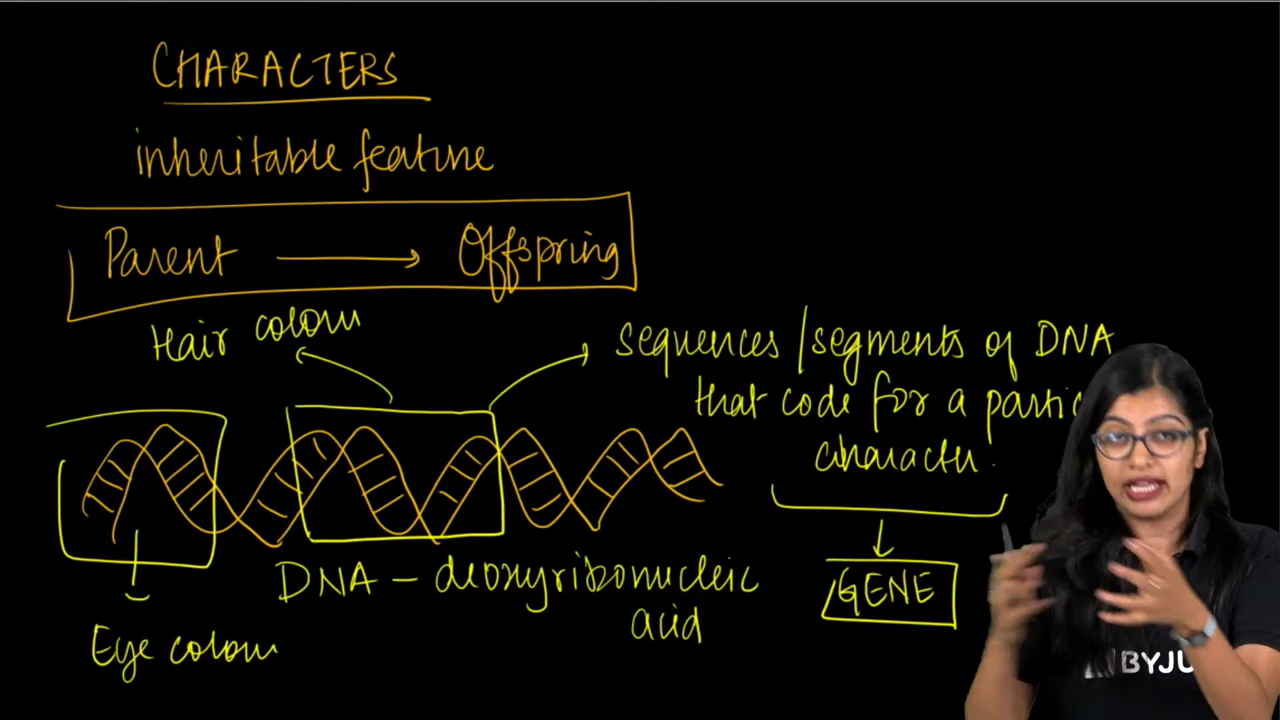 CHARACTERS
inheritable feature
Parent → Offspring
Hair colour
sequences/segments of DNA
that code for a partic
character.
GENE
DNA - deoxyribonucleic
acid
Eye colour
BYJU